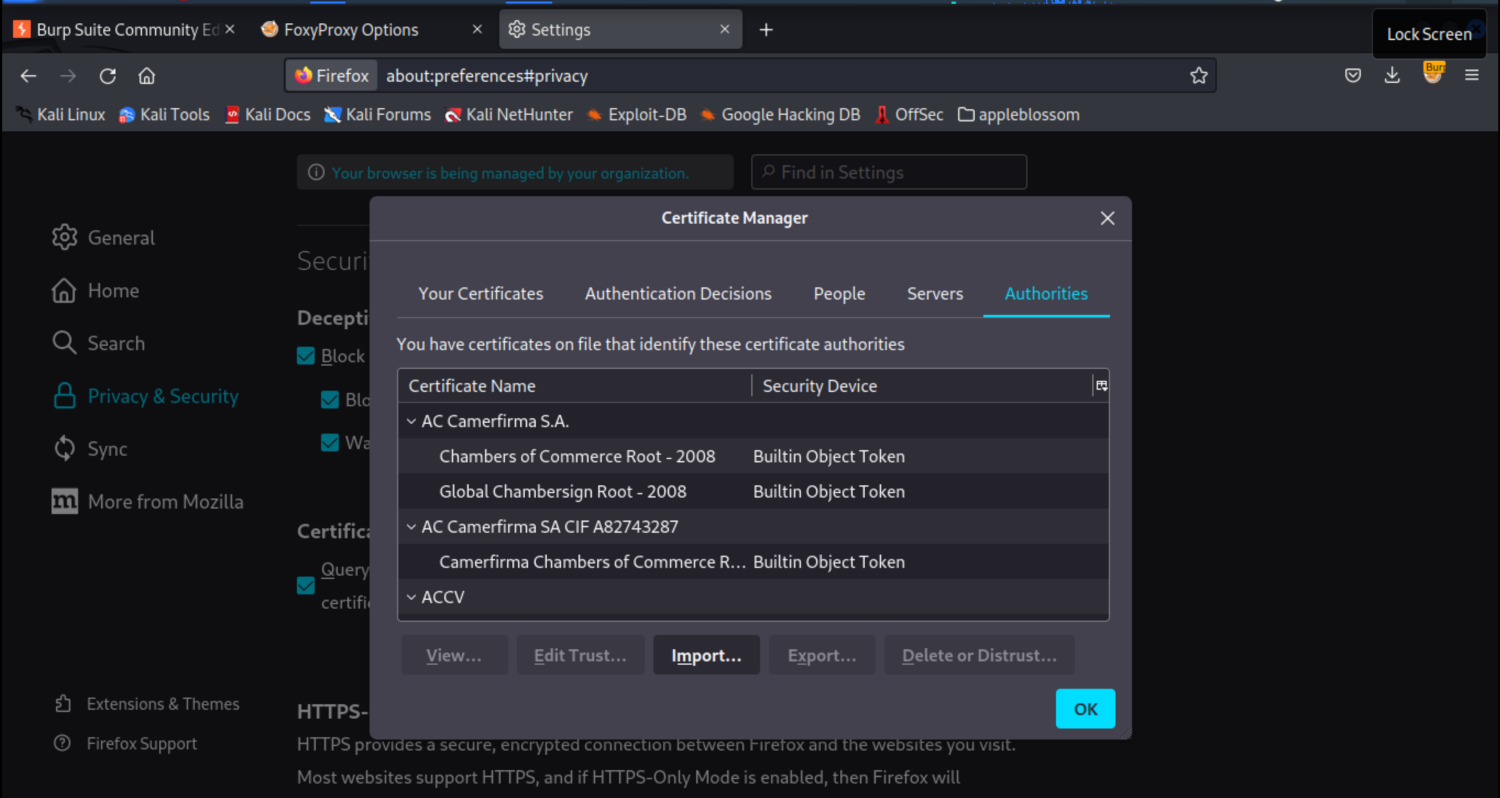 Burp Suite Community Ed
FoxyProxy Options
Settings
Lock Screen
Firefox about:preferences#privacy
Burp
Kali Linux Kali Tools Kali Docs Kali Forums Kali NetHunter Exploit-DB Google Hacking DB OffSec appleblossom
Your browser is being managed by your organization.
Find in Settings
General
Home
Search
Privacy & Security
Sync
More from Mozilla
Extensions & Themes
Firefox Support
Securi
Decepti
Block
Blo
Wa
Certifica
Query
certifi
HTTPS-
HTTPS provides a secure, encrypted connection between Firefox and the websites you visit.
Most websites support HTTPS, and if HTTPS-Only Mode is enabled, then Firefox will
Certificate Manager
Your Certificates Authentication Decisions People Servers Authorities
You have certificates on file that identify these certificate authorities
Certificate Name Security Device
AC Camerfirma S.A.
Chambers of Commerce Root - 2008 Builtin Object Token
Global Chambersign Root - 2008 Builtin Object Token
AC Camerfirma SA CIF A82743287
Camerfirma Chambers of Commerce R... Builtin Object Token
ACCV
View... Edit Trust... Import... Export... Delete or Distrust...
OK